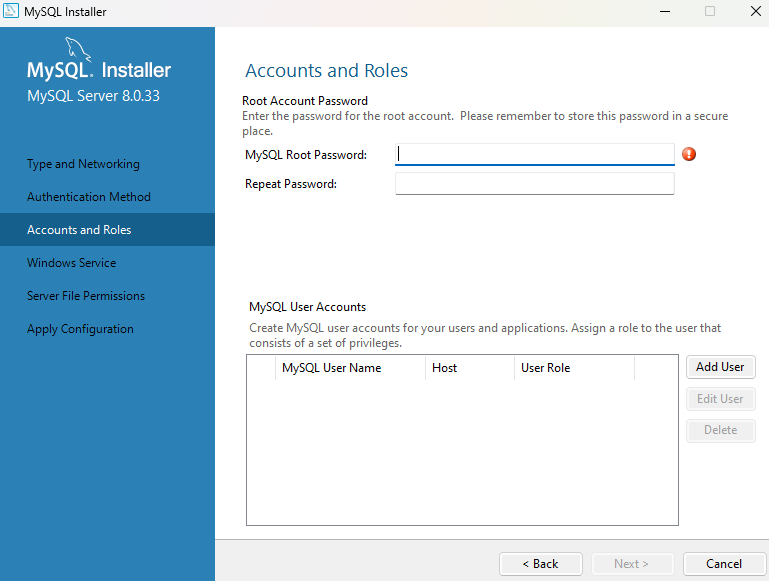 MySQL Installer
MySQL. Installer
MySQL Server 8.0.33
Type and Networking
Authentication Method
Accounts and Roles
Windows Service
Server File Permissions
Apply Configuration
Accounts and Roles
Root Account Password
Enter the password for the root account. Please remember to store this password in a secure
place.
MySQL Root Password:
Repeat Password:
MySQL User Accounts
Create MySQL user accounts for your users and applications. Assign a role to the user that
consists of a set of privileges.
MySQL User Name Host User Role
Add User
Edit User
Delete
< Back Next > Cancel